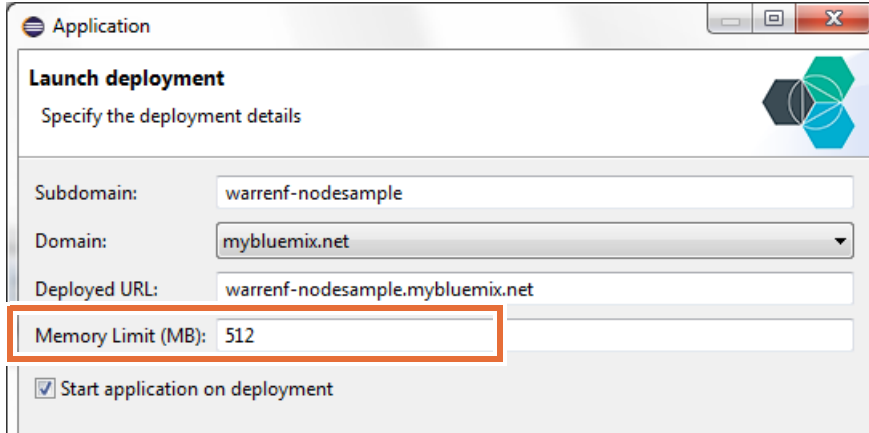 Application
Launch deployment
Specify the deployment details
Subdomain: warrenf-nodesample
Domain: mybluemix.net
Deployed URL: warrenf-nodesample.mybluemix.net
Memory Limit (MB): 512
Start application on deployment